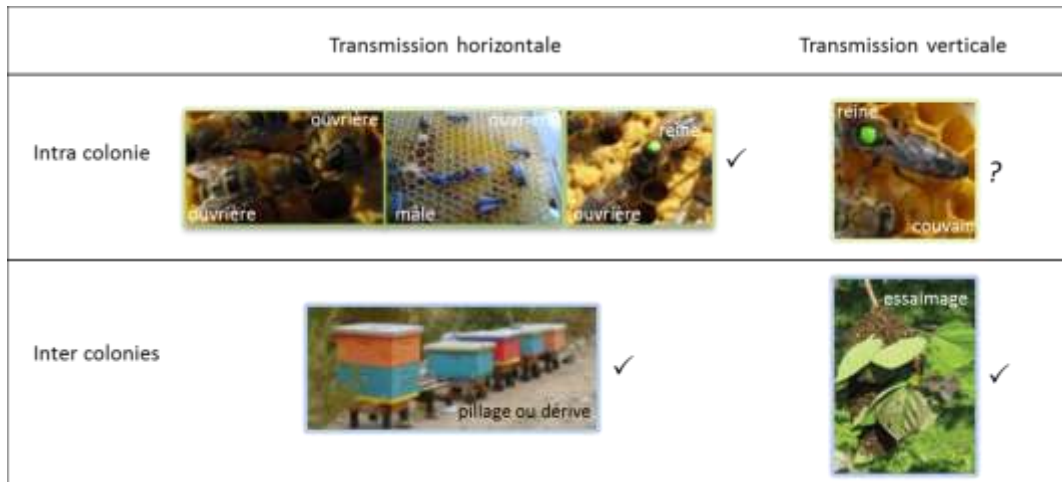 Transmission horizontale
Transmission verticale
Intra colonie
ouvrière
ouvrière
ouvrière
mâle
reine
ouvrière
✓
reine
couvain
?
Inter colonies
pillage ou dérive
✓
essaimage
✓